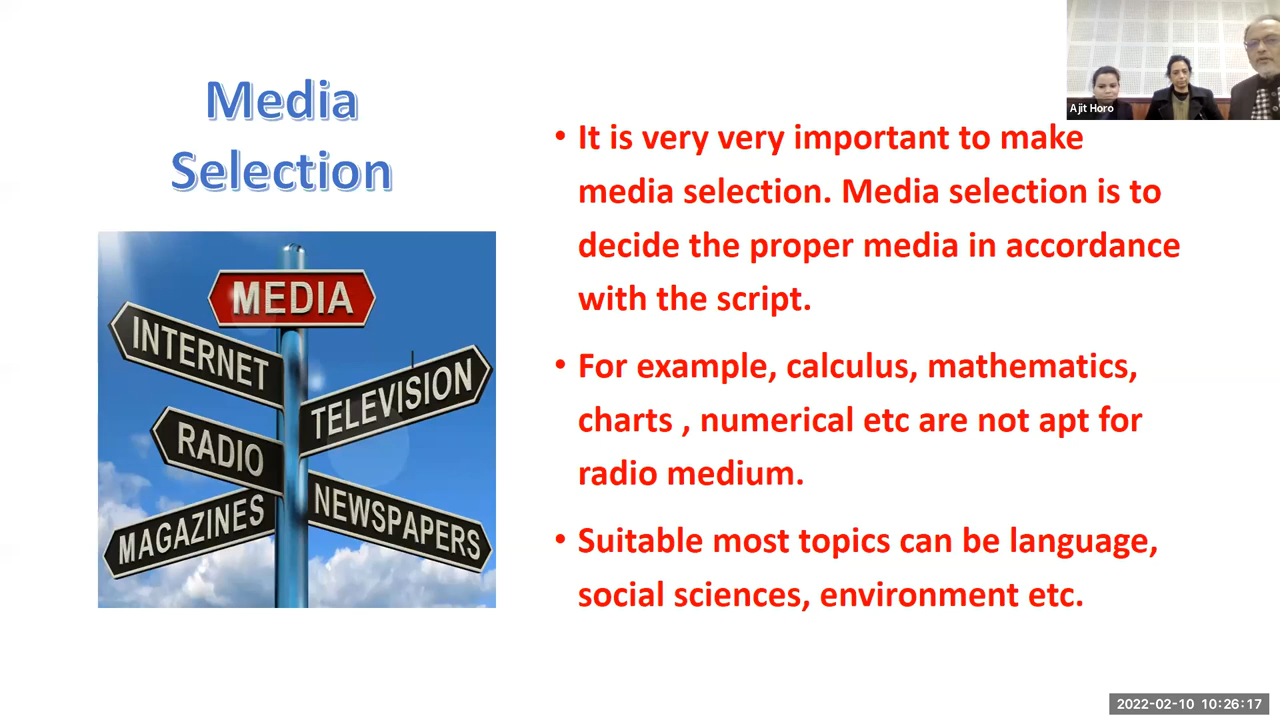 Media
Selection
MEDIA
INTERNET
TELEVISION
RADIO
NEWSPAPERS
MAGAZINES
• It is very very important to make
media selection. Media selection is to
decide the proper media in accordance
with the script.
• For example, calculus, mathematics,
charts , numerical etc are not apt for
radio medium.
• Suitable most topics can be language,
social sciences, environment etc.
Ajit Horo
2022-02-10 10:26:17